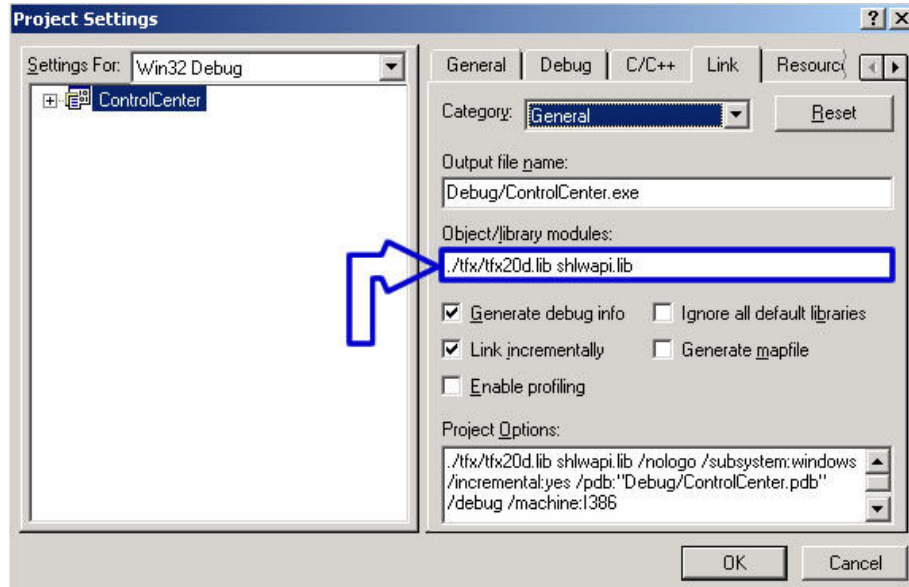 Project Settings
Settings For: Win32 Debug
ControlCenter
General Debug C/C++ Link
Category: General Reset
Output file name:
Debug/ControlCenter.exe
Object/library modules:
./tfx/tfx20d.lib shlwapi.lib
Generate debug info Ignore all default libraries
Link incrementally Generate mapfile
Enable profiling
Project Options:
./tfx/tfx20d.lib shlwapi.lib /nologo /subsystem:windows
/incremental:yes /pdb:"Debug/ControlCenter.pdb"
/debug /machine:I386
OK Cancel